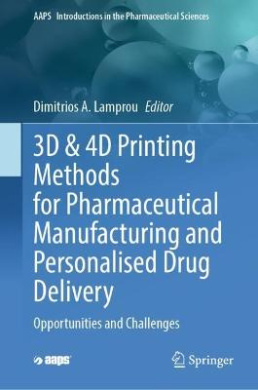 AAPS Introductions in the Pharmaceutical Sciences
Dimitrios A. Lamprou Editor
3D & 4D Printing
Methods
for Pharmaceutical
Manufacturing and
Personalised Drug
Delivery
Opportunities and Challenges
aaps
Springer